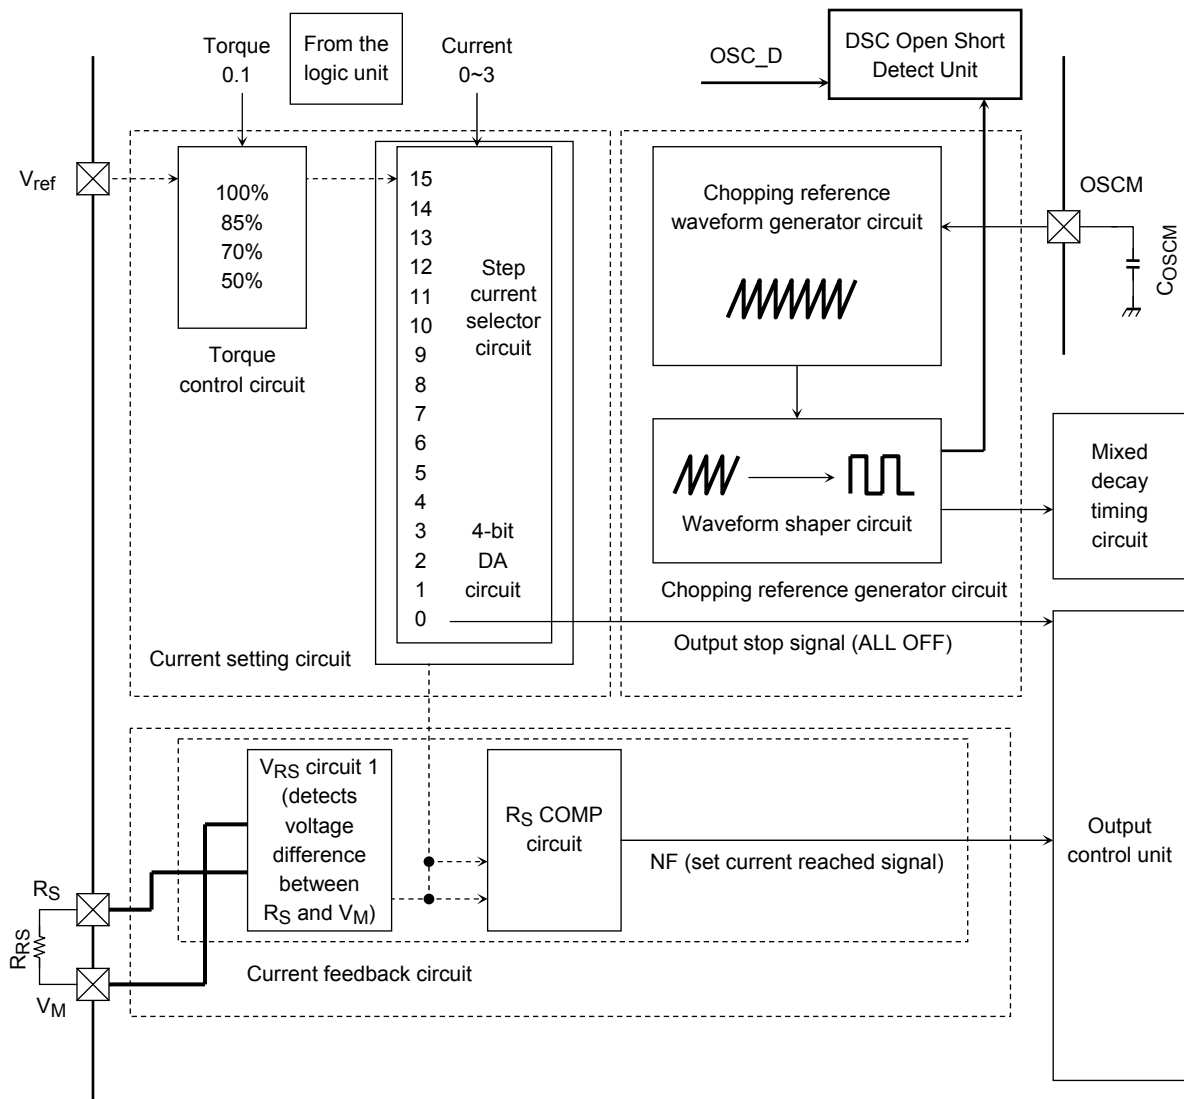 Torque
0.1
From the
logic unit
Current
0~3
OSC_D
DSC Open Short
Detect Unit
Vref
100%
85%
70%
50%
Torque
control circuit
15
14
13
12
11
10
9
8
7
6
5
4
3
2
1
0
Step
current
selector
circuit
4-bit
DA
circuit
Current setting circuit
Chopping reference
waveform generator circuit
OSCM
COSCM
Waveform shaper circuit
Chopping reference generator circuit
Mixed
decay
timing
circuit
Output stop signal (ALL OFF)
VRS circuit 1
(detects
voltage
difference
between
RS and VM)
RS COMP
circuit
NF (set current reached signal)
Output
control unit
RS
RRS
VM
Current feedback circuit